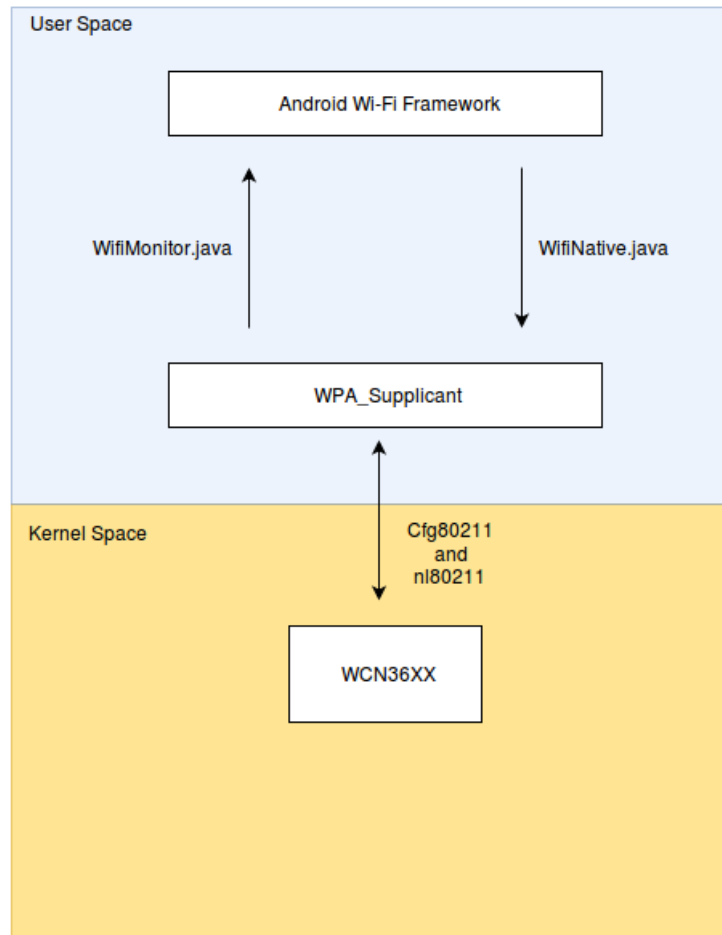 User Space
Android Wi-Fi Framework
WifiMonitor.java
WifiNative.java
WPA_Supplicant
Kernel Space
Cfg80211
and
nl80211
WCN36XX